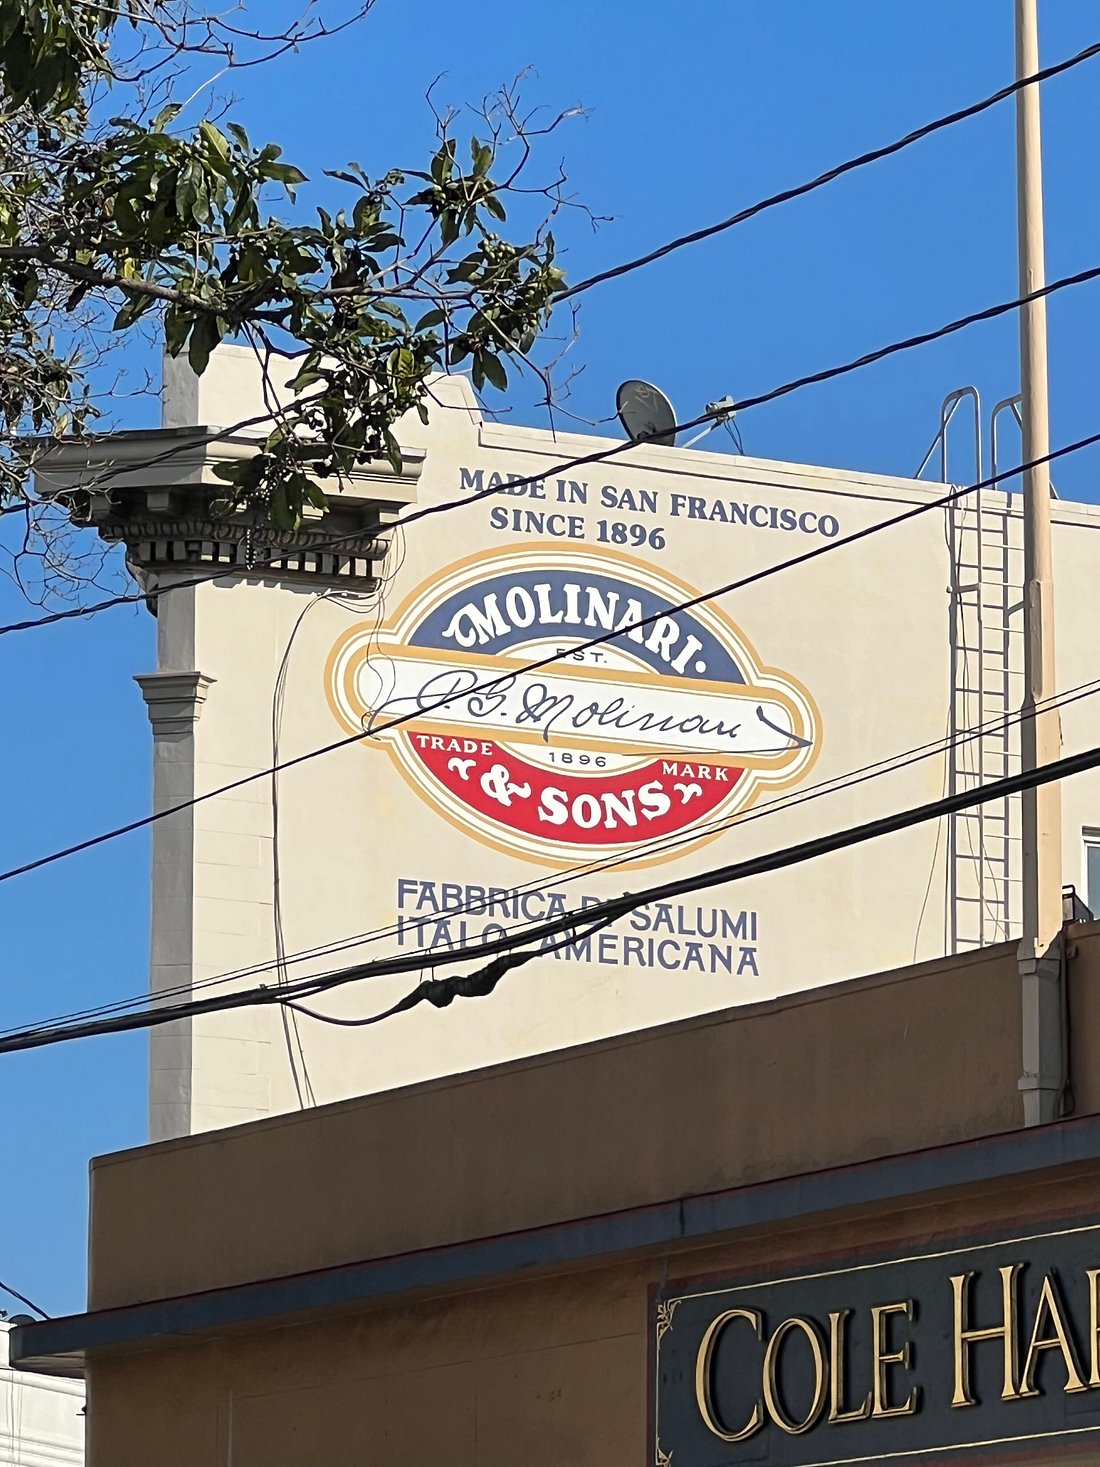 MADE IN SAN FRANCISCO
SINCE 1896
MOLINARI
EST.
P. G. Molinari
TRADE MARK
1896
& SONS
FABBRICA DI SALUMI
ITALO-AMERICANA
COLE